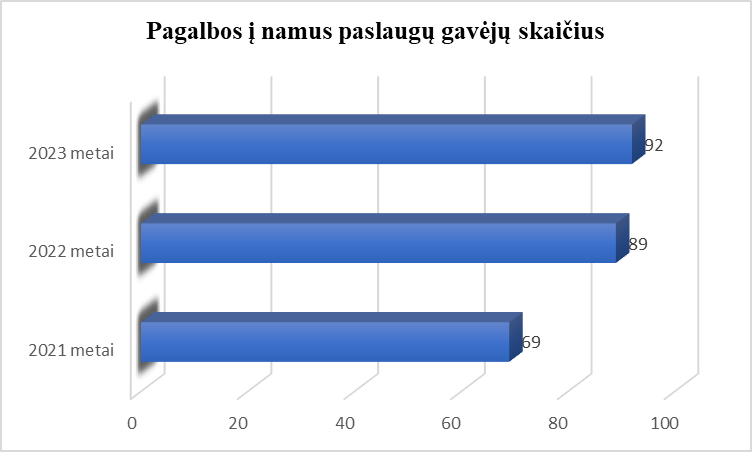 Pagalbos į namus paslaugų gavėjų skaičius
2023 metai
92
2022 metai
89
2021 metai
69
0 20 40 60 80 100